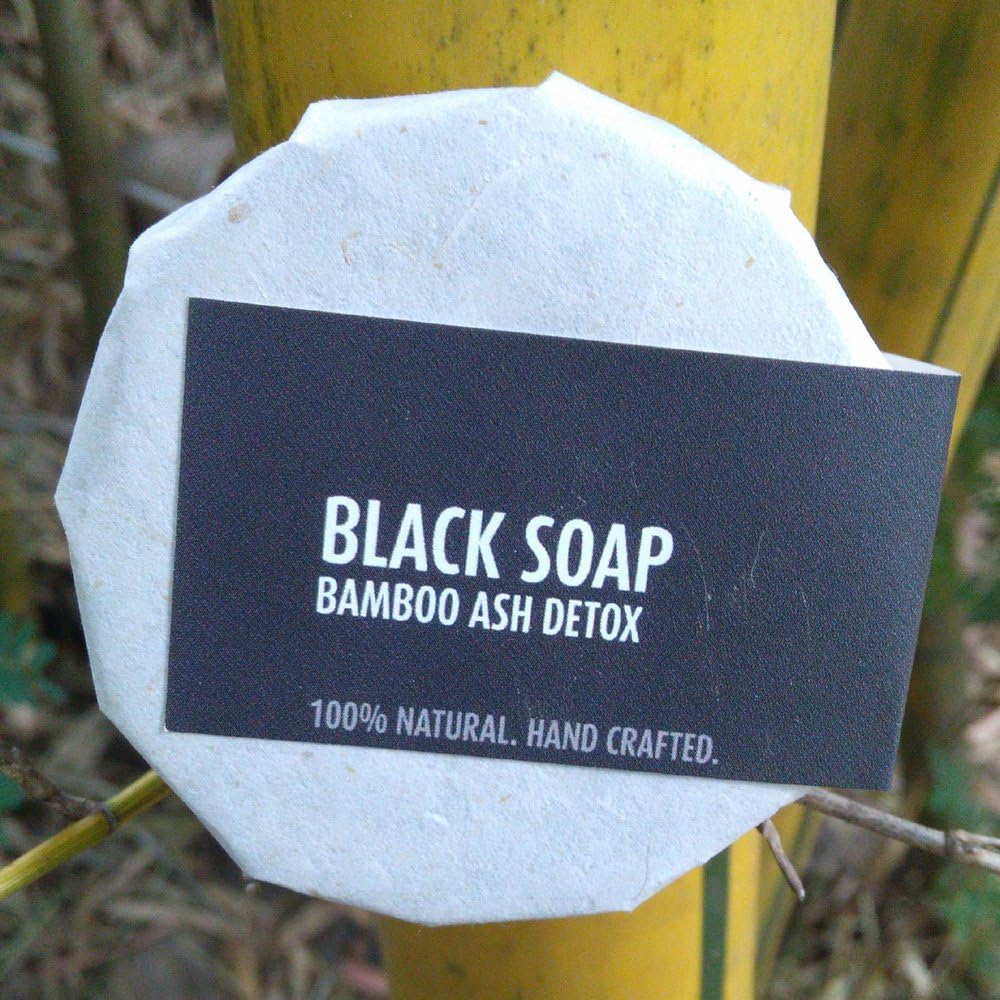 BLACK SOAP
BAMBOO ASH DETOX
100% NATURAL. HAND CRAFTED.